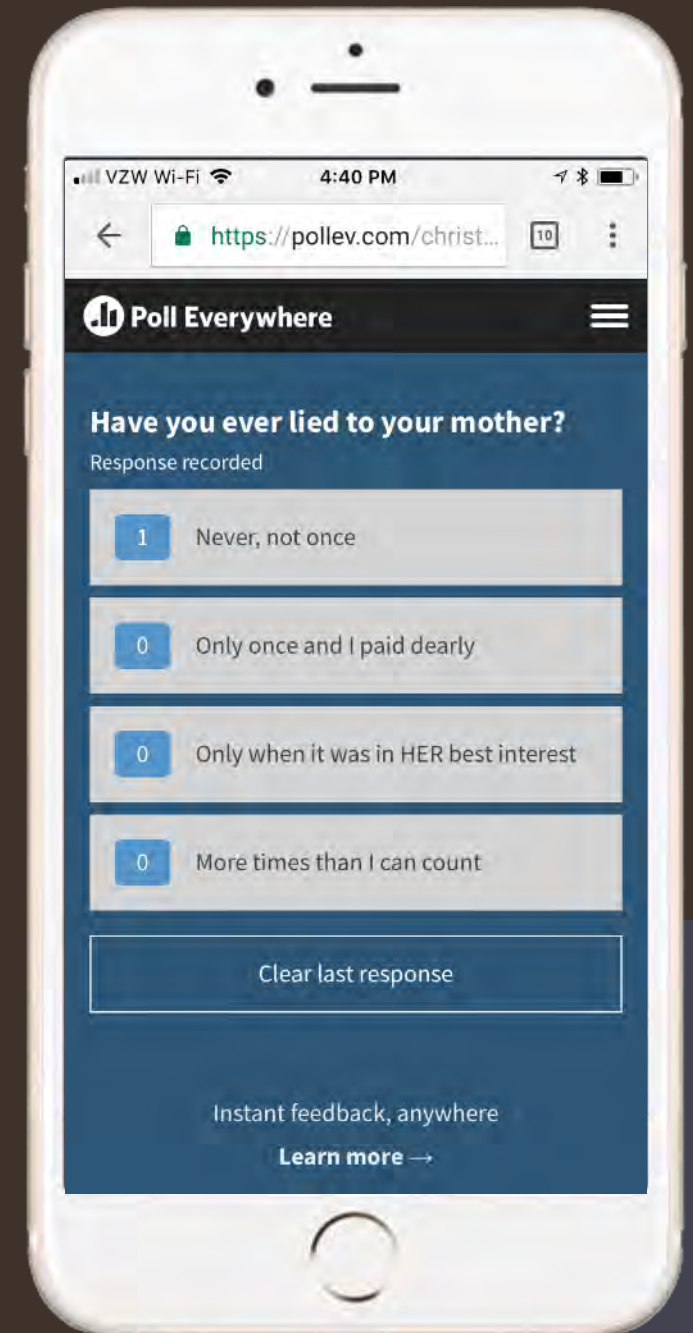 VZW Wi-Fi 4:40 PM
https://pollev.com/christ... 10
Poll Everywhere
Have you ever lied to your mother?
Response recorded
1 Never, not once
0 Only once and I paid dearly
0 Only when it was in HER best interest
0 More times than I can count
Clear last response
Instant feedback, anywhere
Learn more →